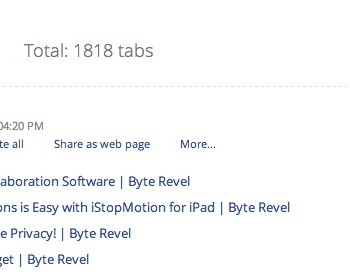 Total: 1818 tabs
04:20 PM
te all Share as web page More...
aboration Software | Byte Revel
ons is Easy with iStopMotion for iPad | Byte Revel
e Privacy! | Byte Revel
get | Byte Revel